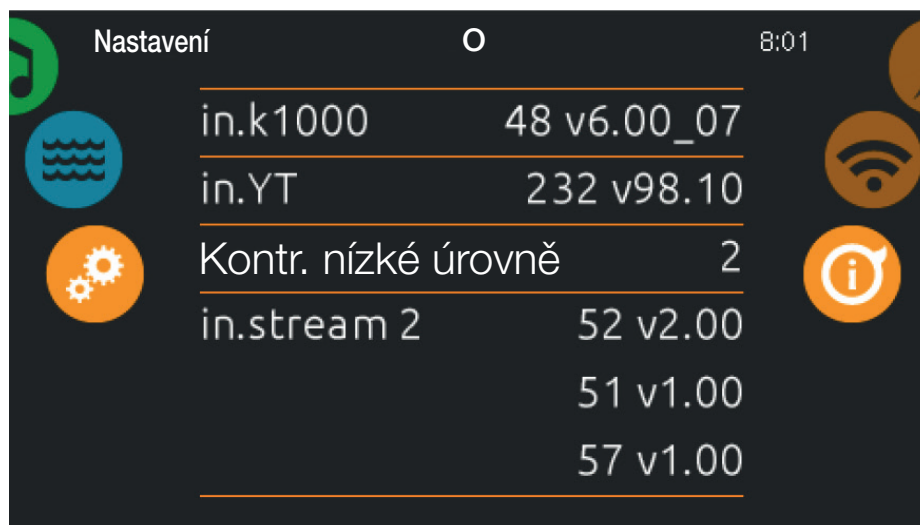 Nastavení O 8:01
in.k1000 48 v6.00_07
in.YT 232 v98.10
Kontr. nízké úrovně 2
in.stream 2 52 v2.00
51 v1.00
57 v1.00